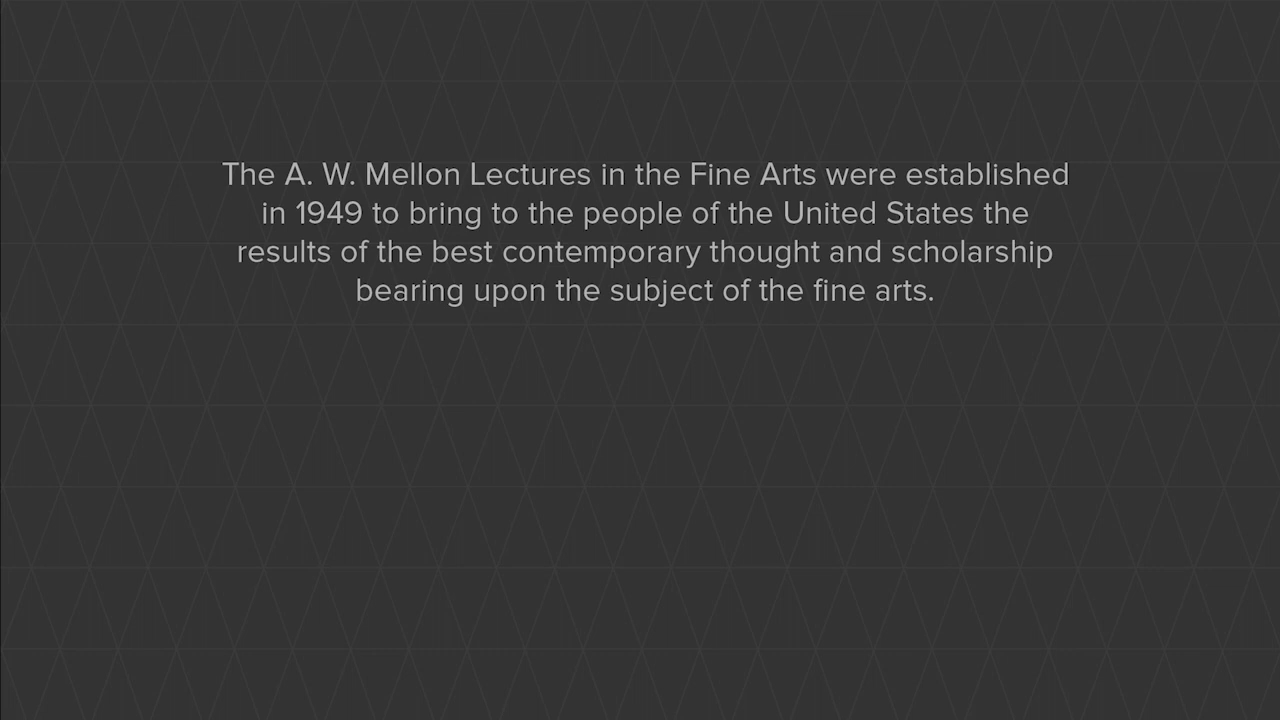 The A. W. Mellon Lectures in the Fine Arts were established
in 1949 to bring to the people of the United States the
results of the best contemporary thought and scholarship
bearing upon the subject of the fine arts.